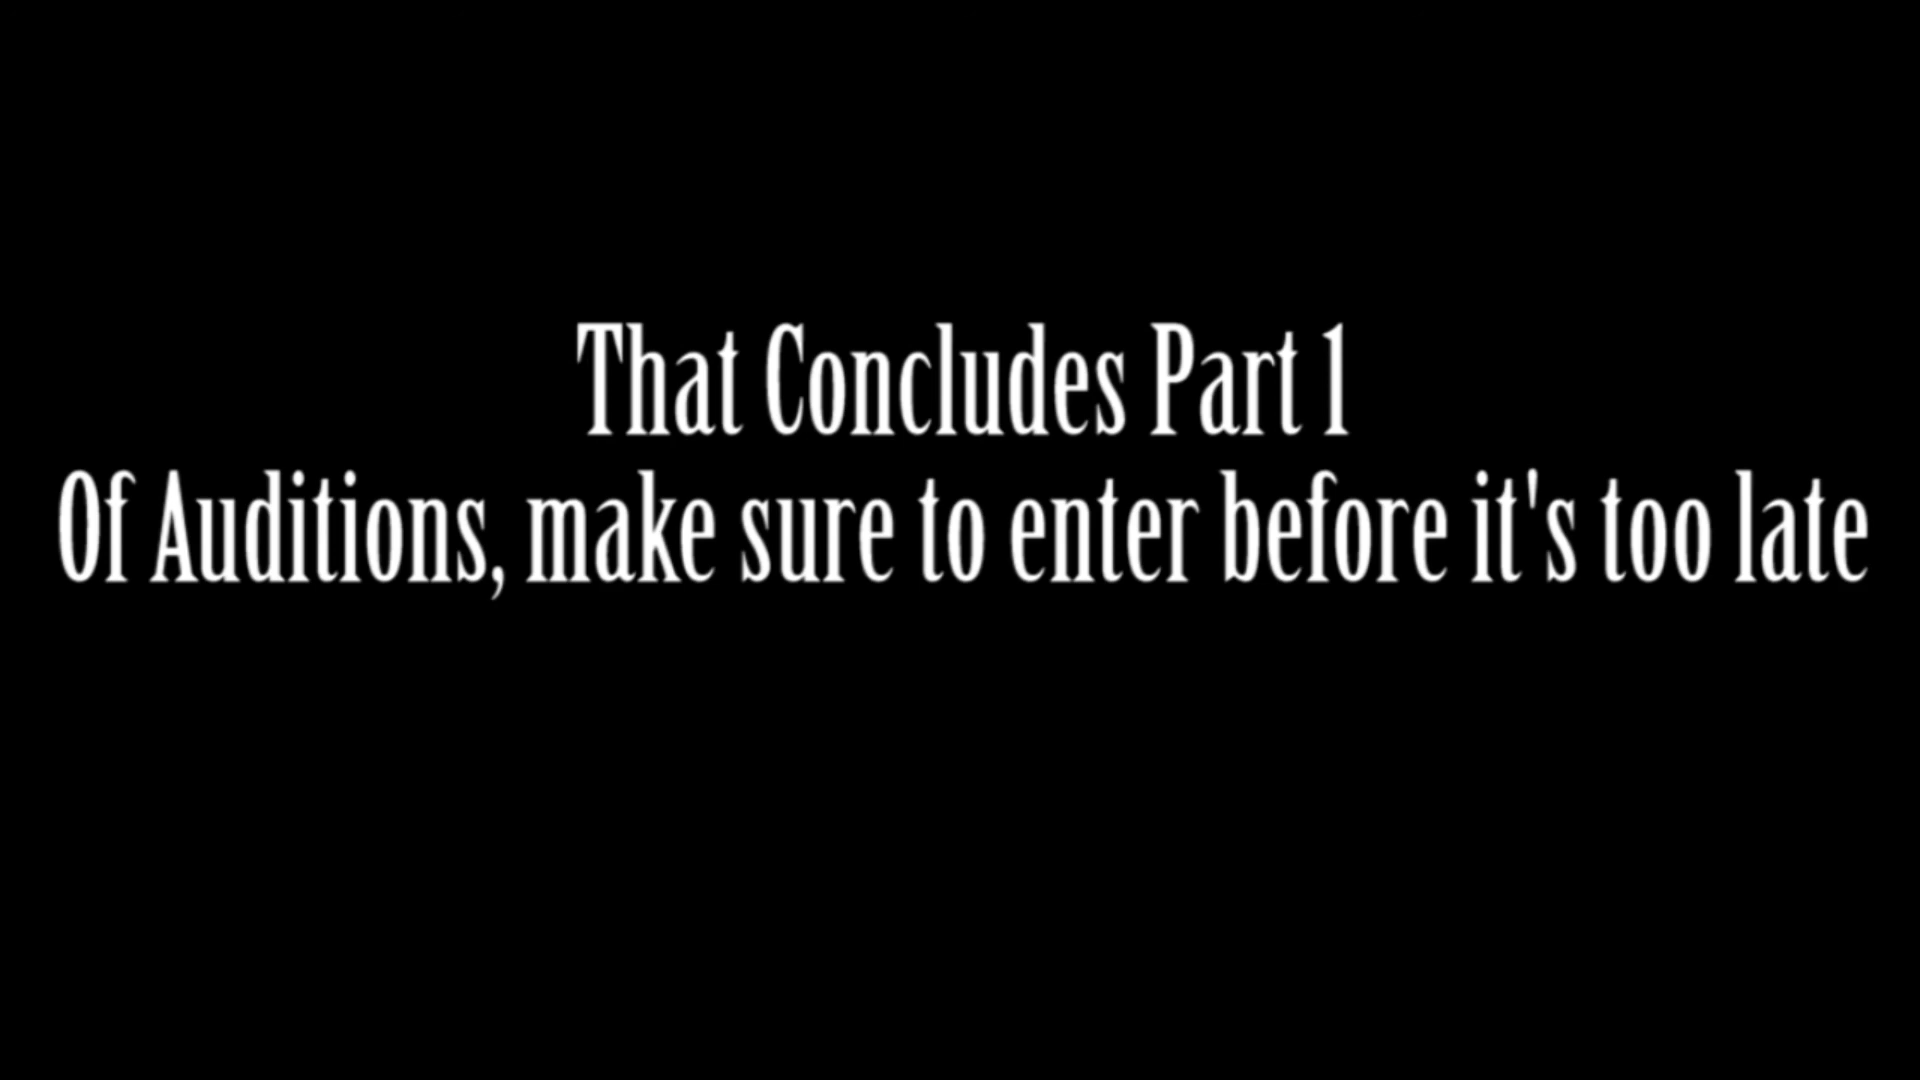 That Concludes Part 1
Of Auditions, make sure to enter before it's too late